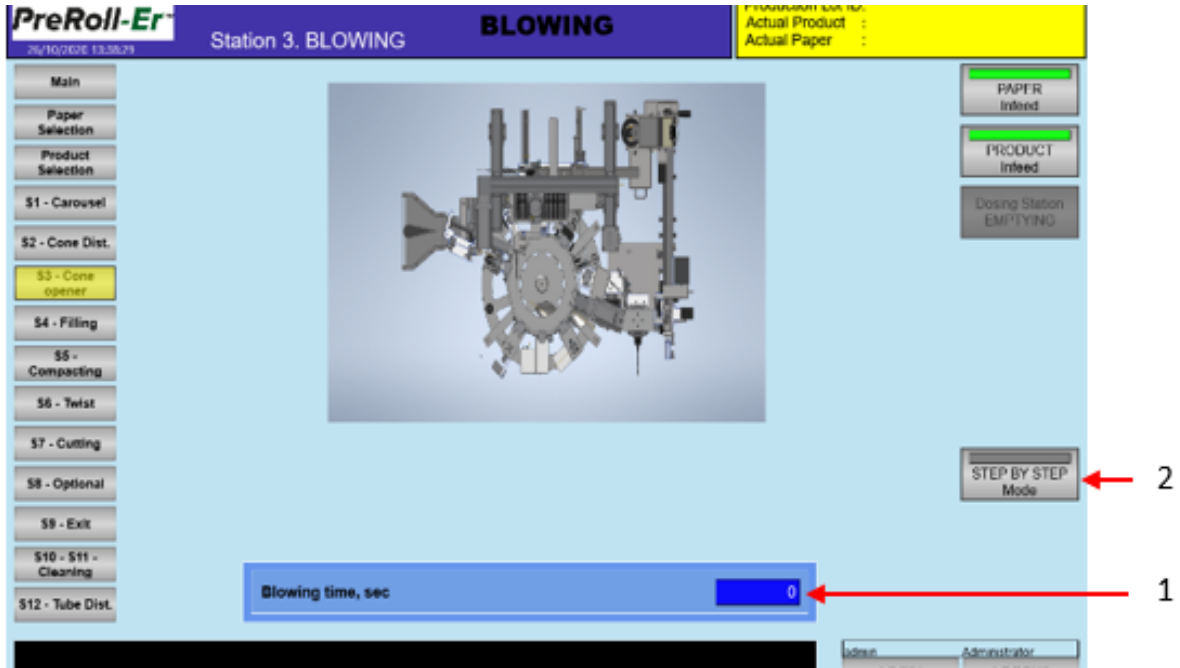 PreRoll-Er
26/10/2020 13:38:29
Station 3. BLOWING
BLOWING
Production Lot ID:
Actual Product :
Actual Paper :
Main
Paper
Selection
Product
Selection
S1 - Carousel
S2 - Cone Dist.
S3 - Cone
opener
S4 - Filling
S5 -
Compacting
S6 - Twist
S7 - Cutting
S8 - Optional
S9 - Exit
S10 - S11 -
Cleaning
S12 - Tube Dist.
PAPER
Infeed
PRODUCT
Infeed
Dosing Station
EMPTYING
STEP BY STEP
Mode
2
Blowing time, sec
0
1
admin
Administrator